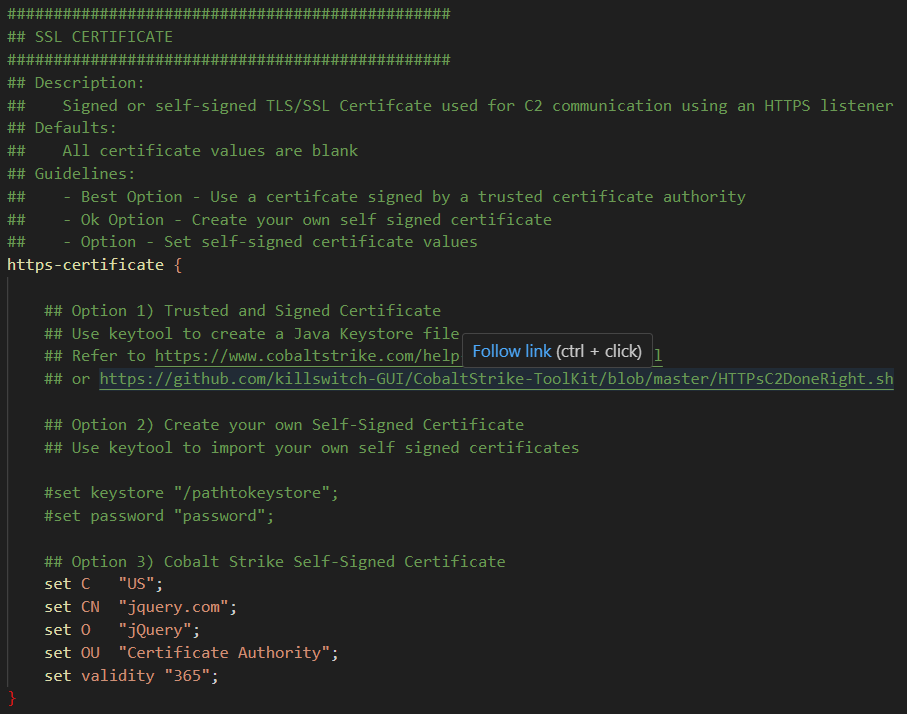 ################################################
## SSL CERTIFICATE
################################################
## Description:
##    Signed or self-signed TLS/SSL Certifcate used for C2 communication using an HTTPS listener
## Defaults:
##    All certificate values are blank
## Guidelines:
##    - Best Option - Use a certifcate signed by a trusted certificate authority
##    - Ok Option - Create your own self signed certificate
##    - Option - Set self-signed certificate values
https-certificate {
    ## Option 1) Trusted and Signed Certificate
    ## Use keytool to create a Java Keystore file
Follow link (ctrl + click)
    ## Refer to https://www.cobaltstrike.com/help l
    ## or https://github.com/killswitch-GUI/CobaltStrike-ToolKit/blob/master/HTTPsC2DoneRight.sh
    ## Option 2) Create your own Self-Signed Certificate
    ## Use keytool to import your own self signed certificates
    #set keystore "/pathtokeystore";
    #set password "password";
    ## Option 3) Cobalt Strike Self-Signed Certificate
    set C   "US";
    set CN  "jquery.com";
    set O   "jQuery";
    set OU  "Certificate Authority";
    set validity "365";
}